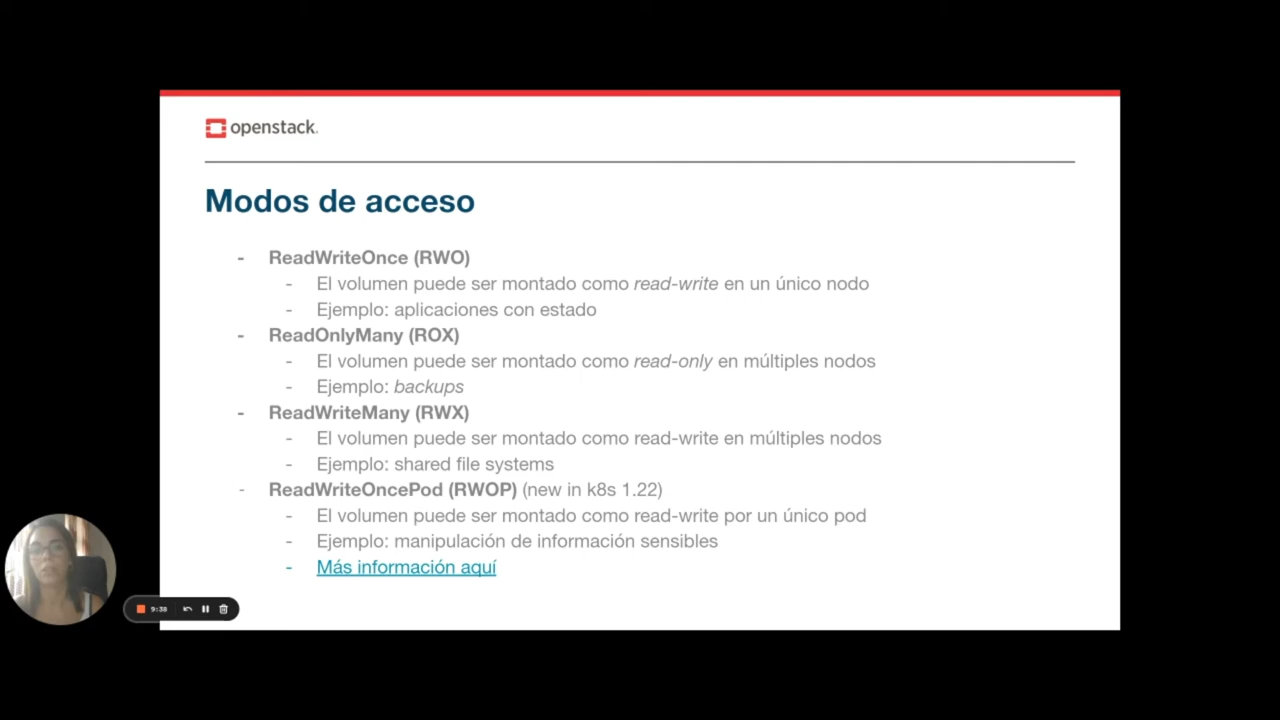 openstack.
Modos de acceso
- ReadWriteOnce (RWO)
- El volumen puede ser montado como read-write en un único nodo
- Ejemplo: aplicaciones con estado
- ReadOnlyMany (ROX)
- El volumen puede ser montado como read-only en múltiples nodos
- Ejemplo: backups
- ReadWriteMany (RWX)
- El volumen puede ser montado como read-write en múltiples nodos
- Ejemplo: shared file systems
- ReadWriteOncePod (RWOP) (new in k8s 1.22)
- El volumen puede ser montado como read-write por un único pod
- Ejemplo: manipulación de información sensibles
- Más información aquí
9:38